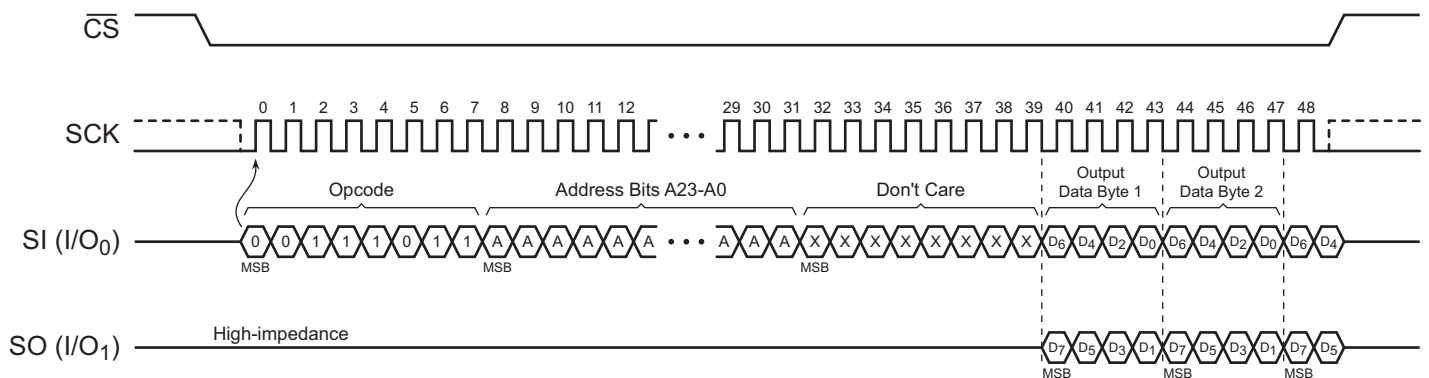 CS
0 1 2 3 4 5 6 7 8 9 10 11 12 29 30 31 32 33 34 35 36 37 38 39 40 41 42 43 44 45 46 47 48
SCK
• • •
Opcode Address Bits A23-A0 Don't Care Output Data Byte 1 Output Data Byte 2
SI (I/O0) 0 0 1 1 1 0 1 1 A A A A A A • • • A A A X X X X X X X X D6 D4 D2 D0 D6 D4 D2 D0 D6 D4
MSB MSB MSB
High-impedance
SO (I/O1) D7 D5 D3 D1 D7 D5 D3 D1 D7 D5
MSB MSB MSB